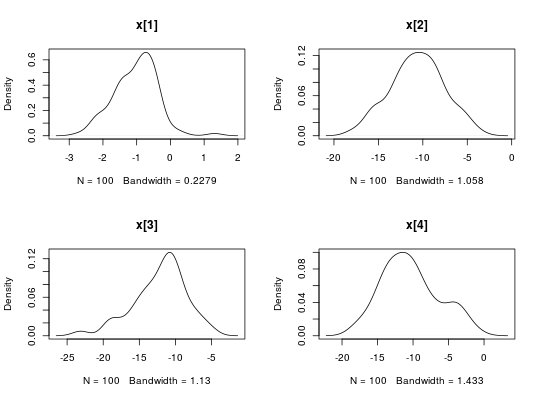 x[1]
Density
0.0 0.2 0.4 0.6
-3 -2 -1 0 1 2
N = 100 Bandwidth = 0.2279
x[2]
Density
0.00 0.06 0.12
-20 -15 -10 -5 0
N = 100 Bandwidth = 1.058
x[3]
Density
0.00 0.06 0.12
-25 -20 -15 -10 -5
N = 100 Bandwidth = 1.13
x[4]
Density
0.00 0.04 0.08
-20 -15 -10 -5 0
N = 100 Bandwidth = 1.433